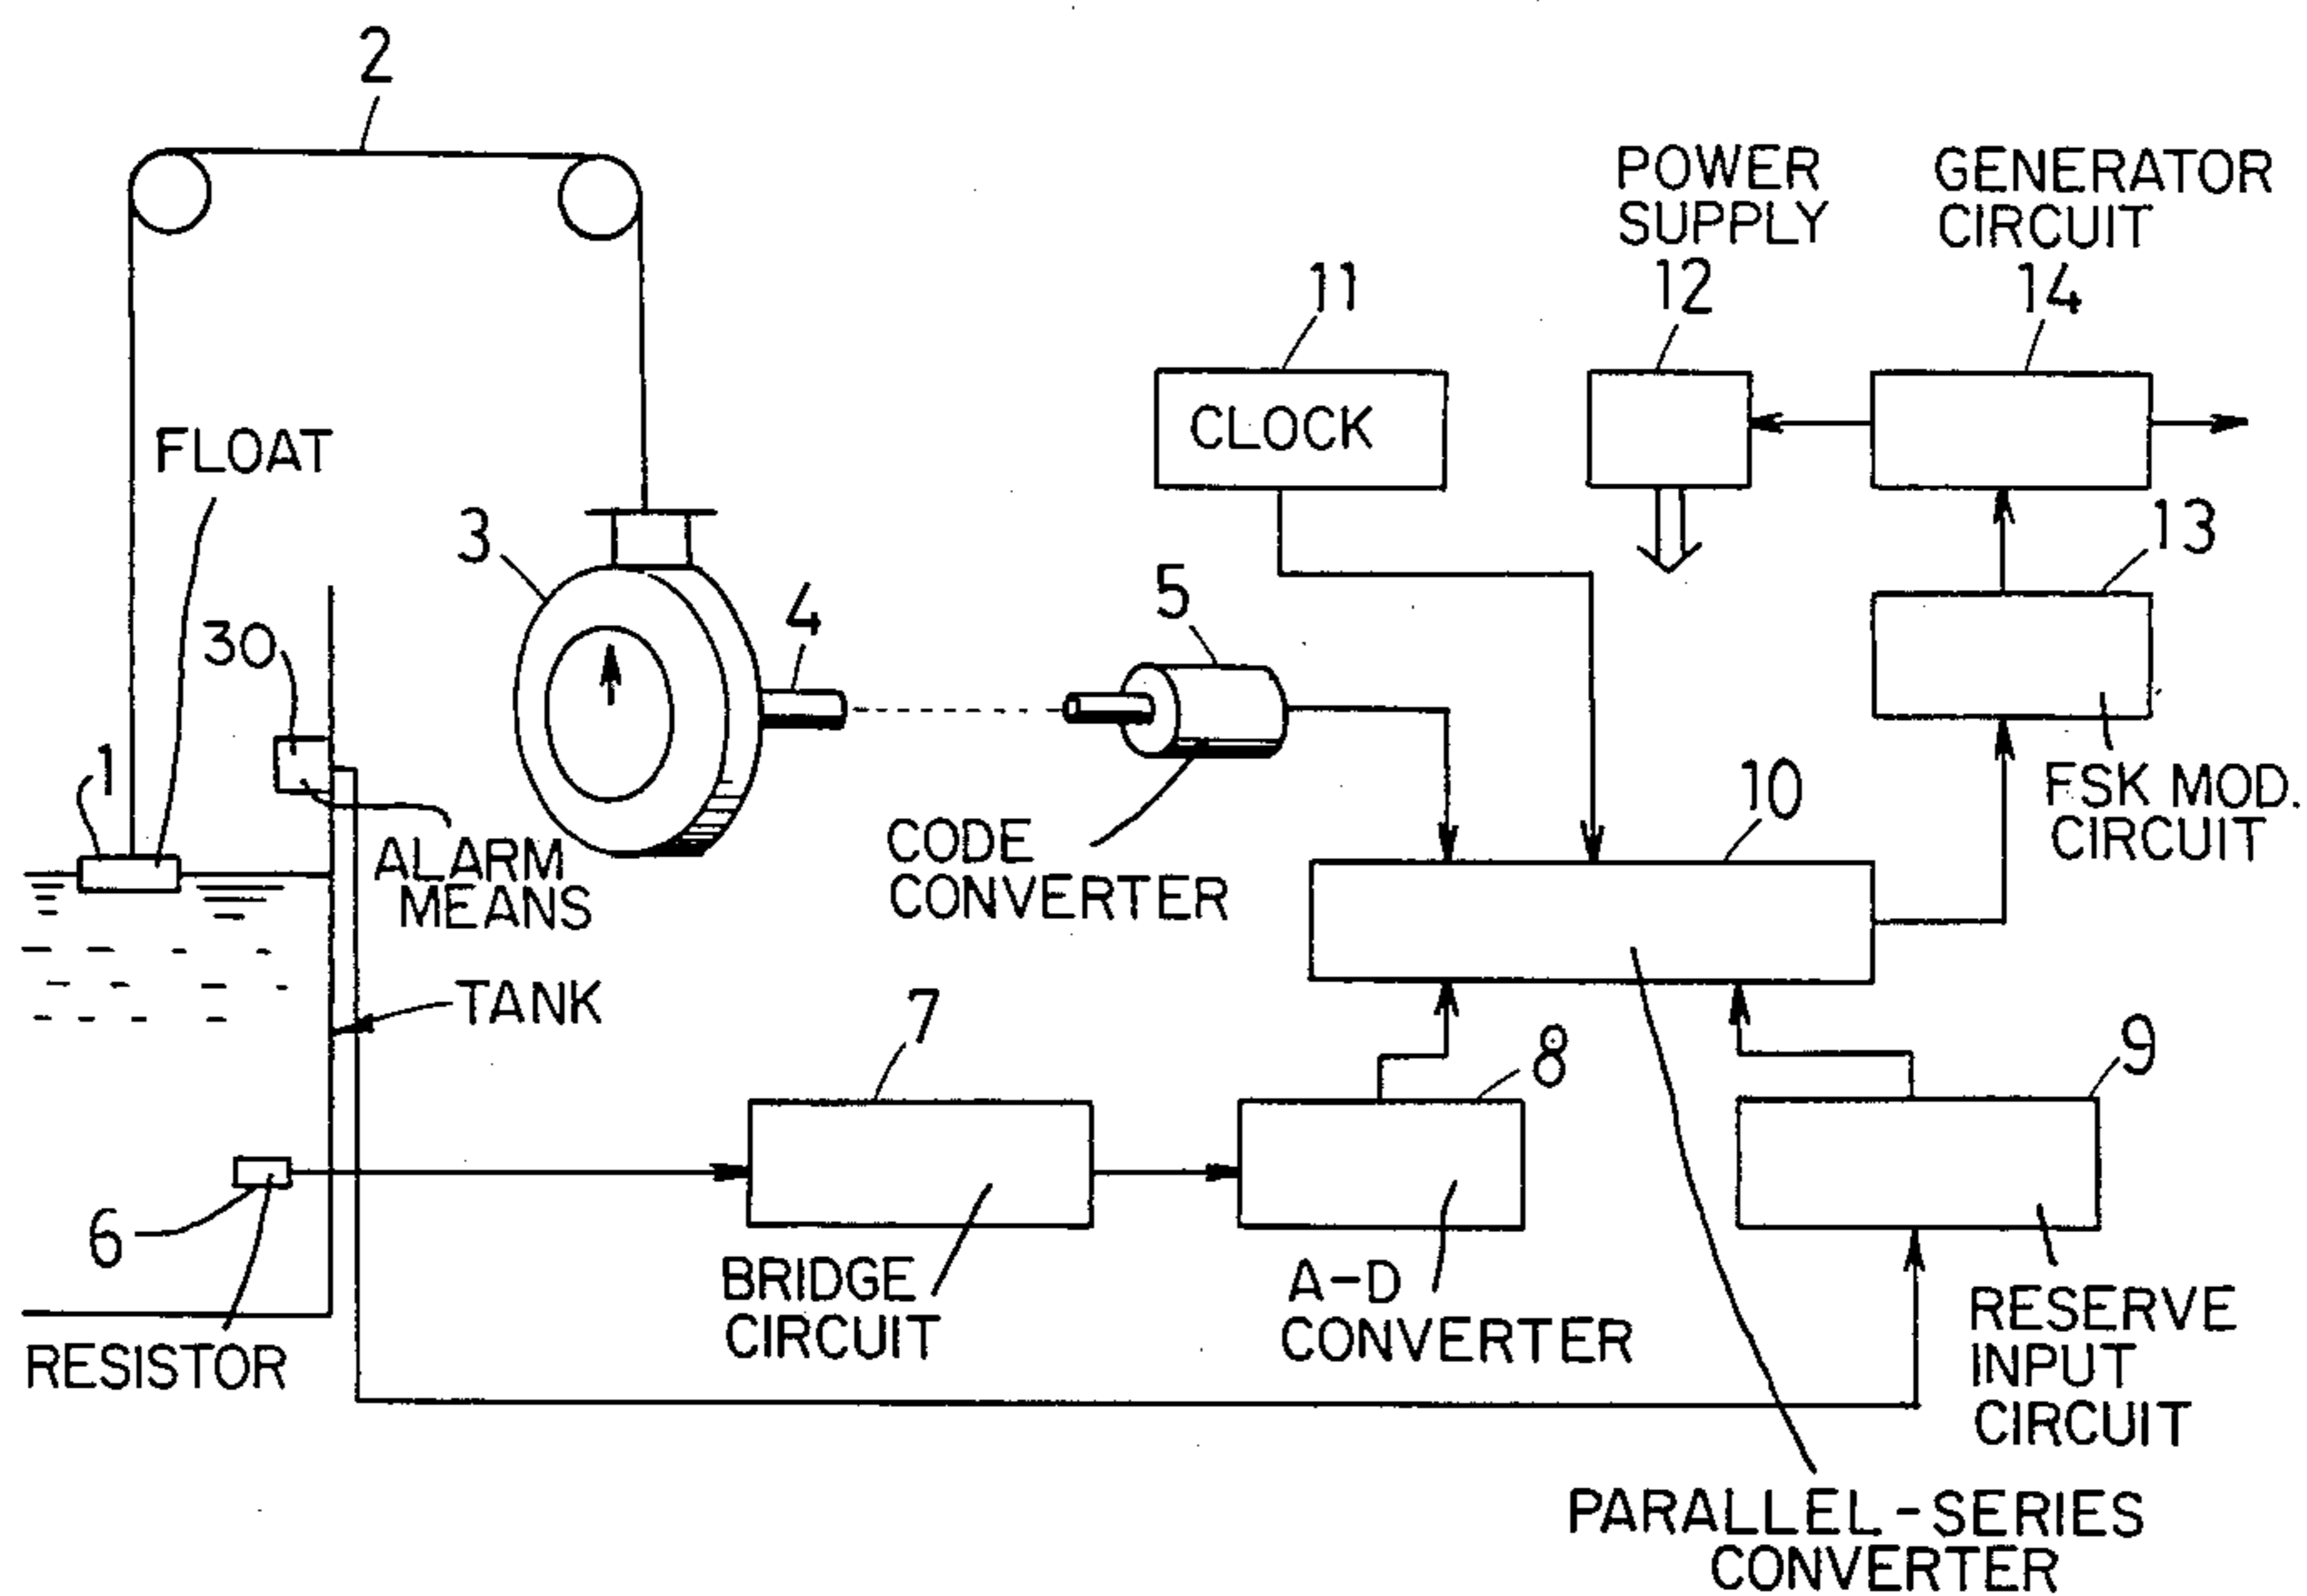 2
POWER
SUPPLY
12
GENERATOR
CIRCUIT
14
11
CLOCK
FLOAT
3
13
30
4
5
1
ALARM
MEANS
CODE
CONVERTER
10
FSK MOD.
CIRCUIT
TANK
7
8
9
6
RESISTOR
BRIDGE
CIRCUIT
A-D
CONVERTER
RESERVE
INPUT
CIRCUIT
PARALLEL-SERIES
CONVERTER